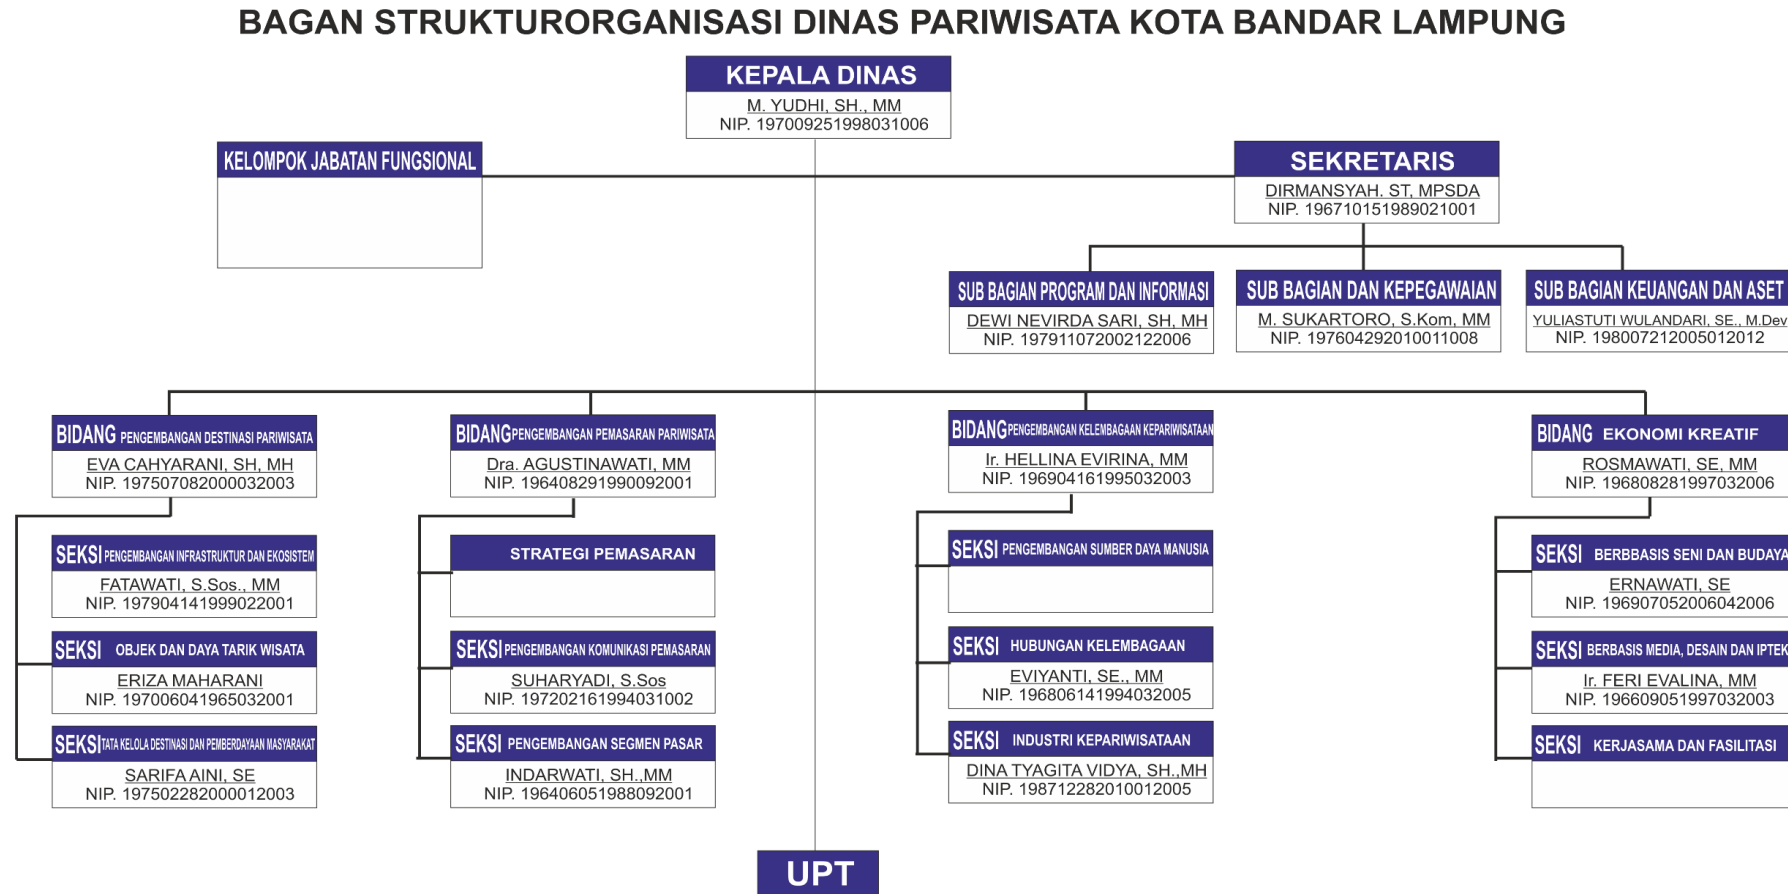 BAGAN STRUKTURORGANISASI DINAS PARIWISATA KOTA BANDAR LAMPUNG
KEPALA DINAS
M. YUDHI, SH., MM
NIP. 197009251998031006
KELOMPOK JABATAN FUNGSIONAL
SEKRETARIS
DIRMANSYAH. ST, MPSDA
NIP. 196710151989021001
SUB BAGIAN PROGRAM DAN INFORMASI
DEWI NEVIRDA SARI, SH, MH
NIP. 197911072002122006
SUB BAGIAN DAN KEPEGAWAIAN
M. SUKARTORO, S.Kom, MM
NIP. 197604292010011008
SUB BAGIAN KEUANGAN DAN ASET
YULIASTUTI WULANDARI, SE., M.Dev
NIP. 198007212005012012
BIDANG PENGEMBANGAN DESTINASI PARIWISATA
EVA CAHYARANI, SH, MH
NIP. 197507082000032003
SEKSI PENGEMBANGAN INFRASTRUKTUR DAN EKOSISTEM
FATAWATI, S.Sos., MM
NIP. 197904141999022001
SEKSI OBJEK DAN DAYA TARIK WISATA
ERIZA MAHARANI
NIP. 197006041965032001
SEKSI TATA KELOLA DESTINASI DAN PEMBERDAYAAN MASYARAKAT
SARIFA AINI, SE
NIP. 197502282000012003
BIDANG PENGEMBANGAN PEMASARAN PARIWISATA
Dra. AGUSTINAWATI, MM
NIP. 196408291990092001
STRATEGI PEMASARAN
SEKSI PENGEMBANGAN KOMUNIKASI PEMASARAN
SUHARYADI, S.Sos
NIP. 197202161994031002
SEKSI PENGEMBANGAN SEGMEN PASAR
INDARWATI, SH.,MM
NIP. 196406051988092001
BIDANG PENGEMBANGAN KELEMBAGAAN KEPARIWISATAAN
Ir. HELLINA EVIRINA, MM
NIP. 196904161995032003
SEKSI PENGEMBANGAN SUMBER DAYA MANUSIA
SEKSI HUBUNGAN KELEMBAGAAN
EVIYANTI, SE., MM
NIP. 196806141994032005
SEKSI INDUSTRI KEPARIWISATAAN
DINA TYAGITA VIDYA, SH.,MH
NIP. 198712282010012005
BIDANG EKONOMI KREATIF
ROSMAWATI, SE, MM
NIP. 196808281997032006
SEKSI BERBBASIS SENI DAN BUDAYA
ERNAWATI, SE
NIP. 196907052006042006
SEKSI BERBASIS MEDIA, DESAIN DAN IPTEK
Ir. FERI EVALINA, MM
NIP. 196609051997032003
SEKSI KERJASAMA DAN FASILITASI
UPT